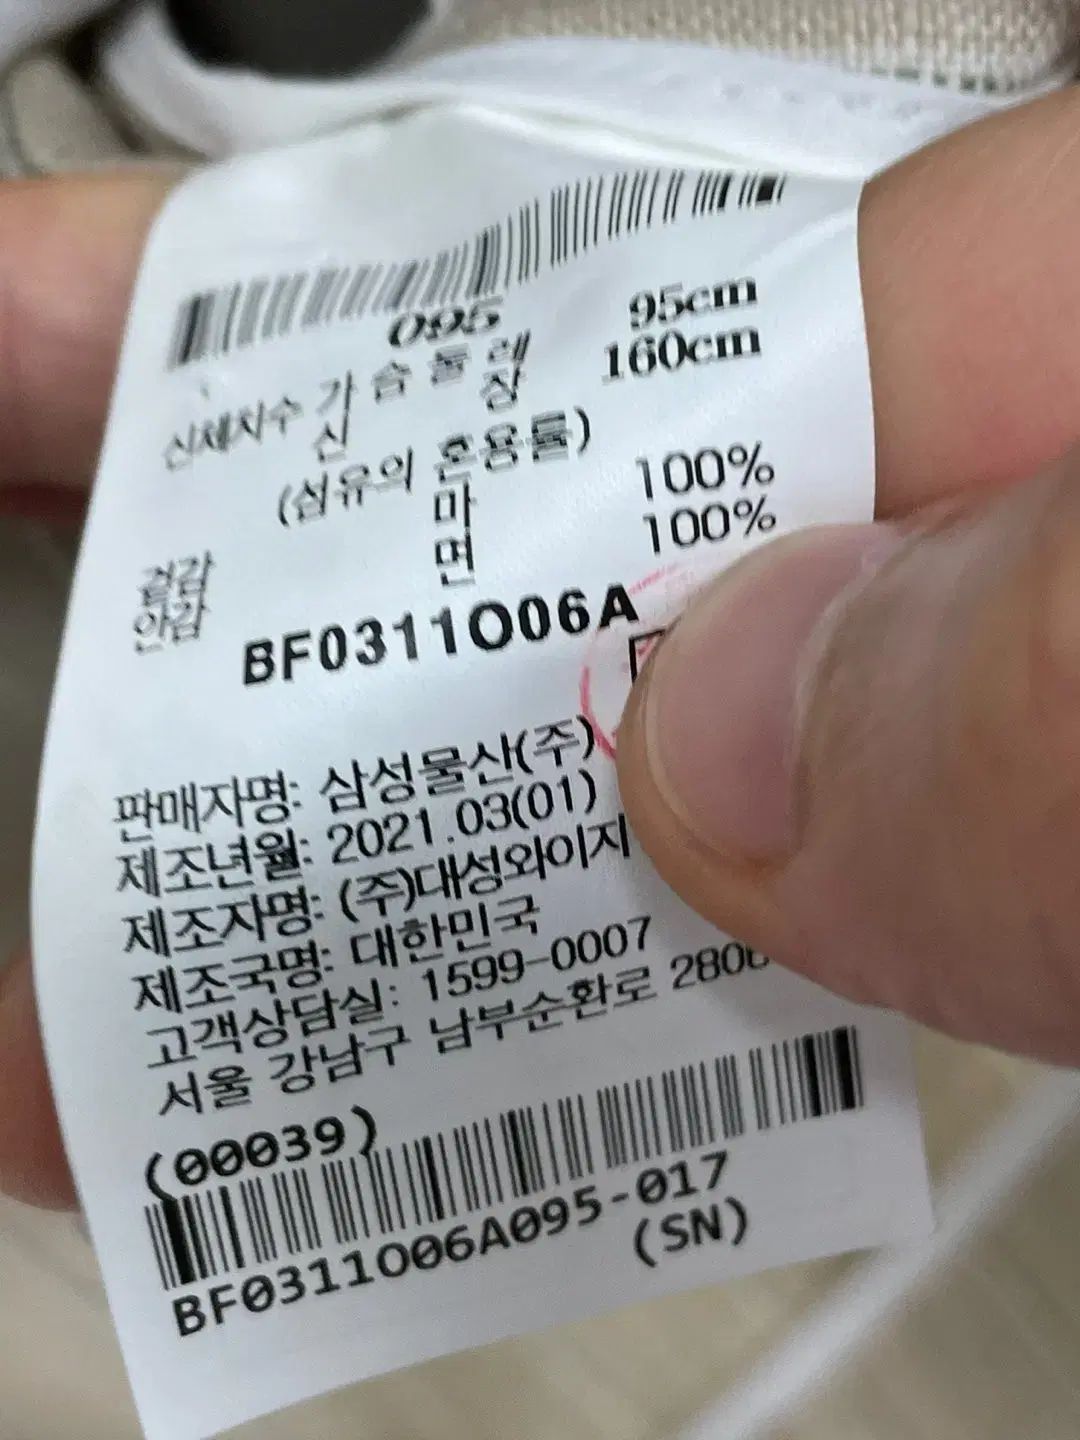 095
신체치수 가슴둘레 95cm
신장 160cm
(섬유의 혼용률)
겉감 마 100%
안감 면 100%
BF0311O06A
판매자명: 삼성물산(주)
제조년월: 2021.03(01)
제조자명: (주)대성와이지
제조국명: 대한민국
고객상담실: 1599-0007
서울 강남구 남부순환로
(00039)
BF0311O06A095-017
(SN)